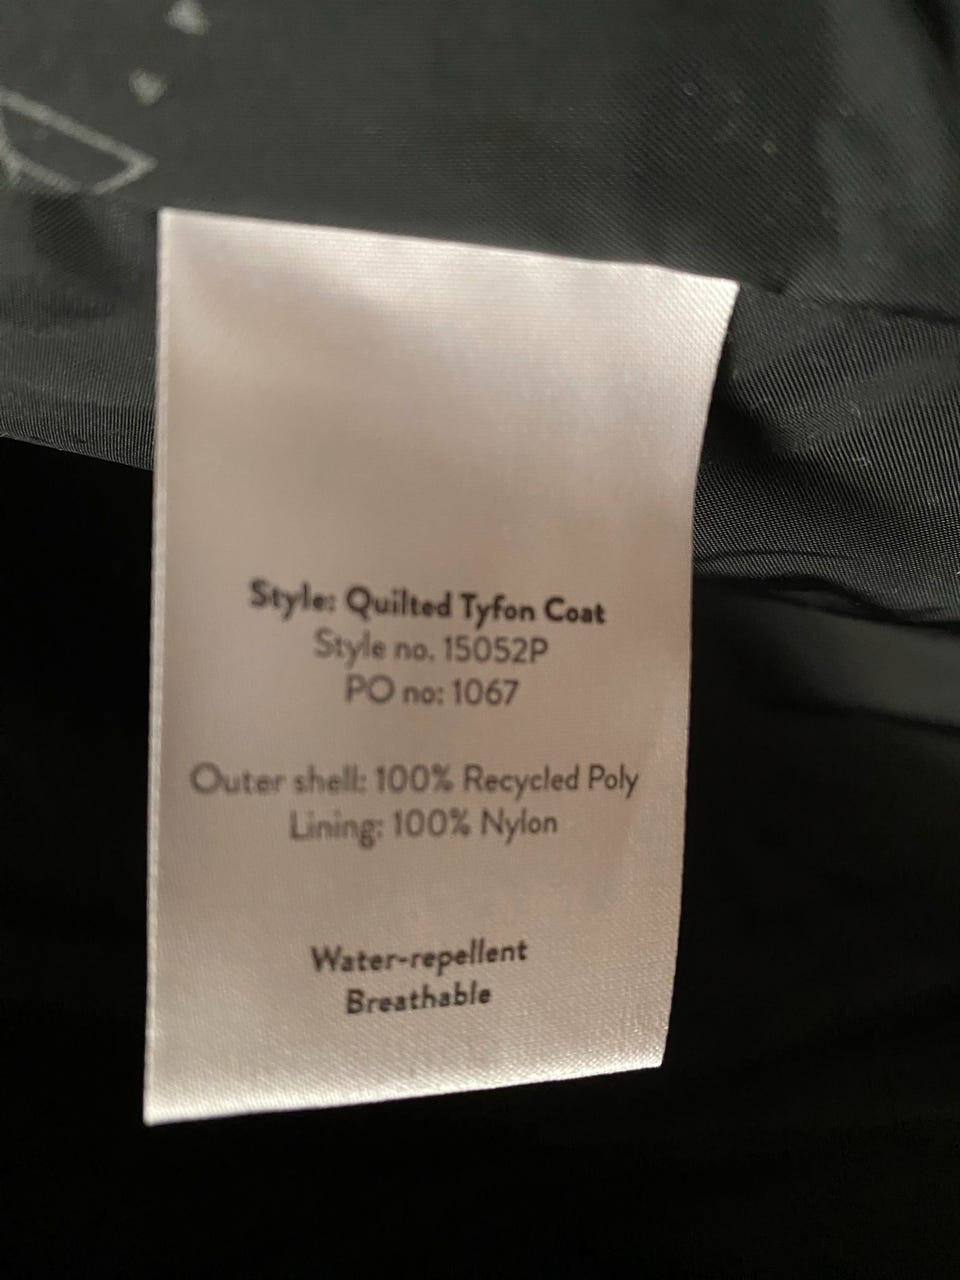 Style: Quilted Tyfon Coat
Style no. 15052P
PO no: 1067
Outer shell: 100% Recycled Poly
Lining: 100% Nylon
Water-repellent
Breathable